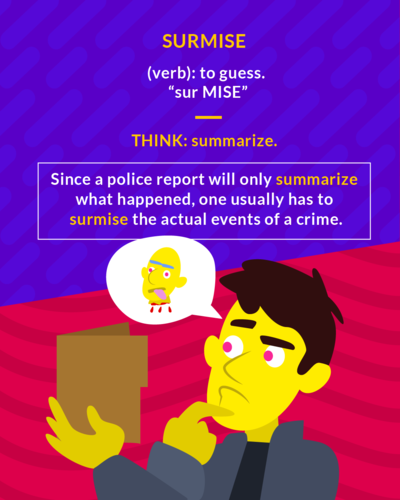 SURMISE
(verb): to guess.
“sur MISE”
THINK: summarize.
Since a police report will only summarize
what happened, one usually has to
surmise the actual events of a crime.